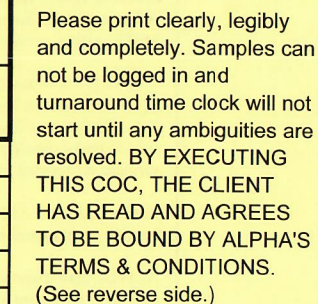 Please print clearly, legibly
and completely. Samples can
not be logged in and
turnaround time clock will not
start until any ambiguities are
resolved. BY EXECUTING
THIS COC, THE CLIENT
HAS READ AND AGREES
TO BE BOUND BY ALPHA'S
TERMS & CONDITIONS.
(See reverse side.)